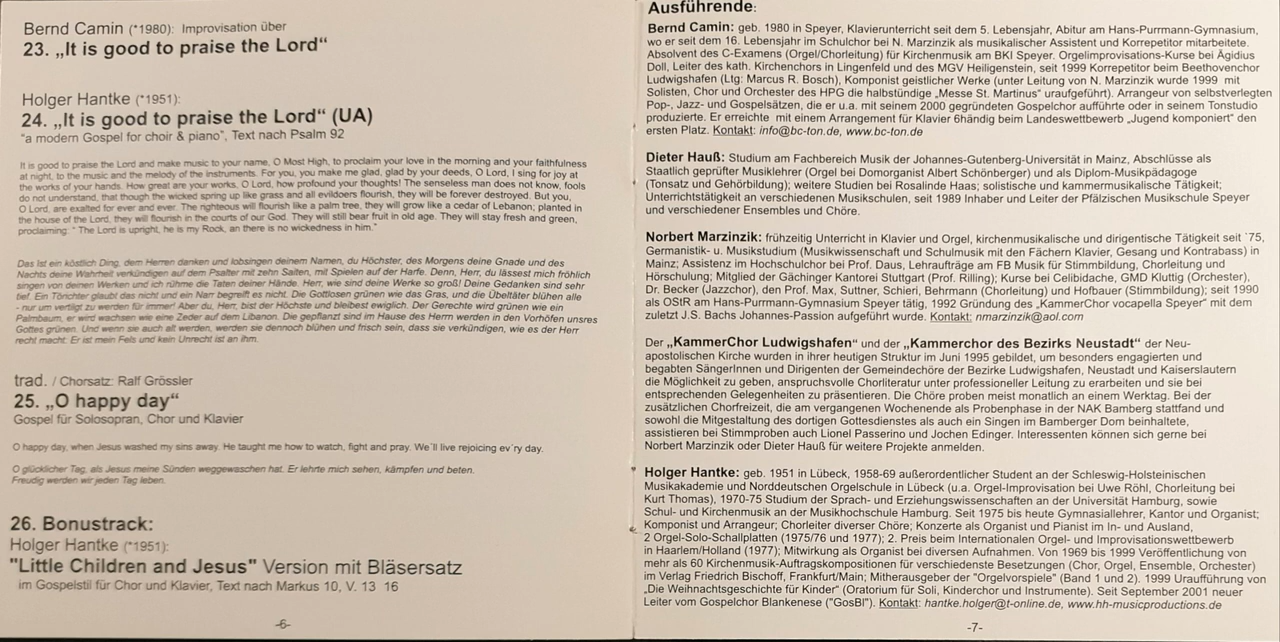 Bernd Camin (*1980): Improvisation über
23. „It is good to praise the Lord“
Holger Hantke (*1951):
24. „It is good to praise the Lord“ (UA)
"a modern Gospel for choir & piano", Text nach Psalm 92
It is good to praise the Lord and make music to your name, O Most High, to proclaim your love in the morning and your faithfulness
at night, to the music and the melody of the instruments. For you, you make me glad, glad by your deeds, O Lord, I sing for joy at
the works of your hands. How great are your works, O Lord, how profound your thoughts! The senseless man does not know, fools
do not understand, that though the wicked spring up like grass and all evildoers flourish, they will be forever destroyed. But you,
O Lord, are exalted for ever and ever. The righteous will flourish like a palm tree, they will grow like a cedar of Lebanon; planted in
the house of the Lord, they will flourish in the courts of our God. They will still bear fruit in old age. They will stay fresh and green,
proclaiming: " The Lord is upright, he is my Rock, an there is no wickedness in him."
Das ist ein köstlich Ding, dem Herren danken und lobsingen deinem Namen, du Höchster, des Morgens deine Gnade und des
Nachts deine Wahrheit verkündigen auf dem Psalter mit zehn Saiten, mit Spielen auf der Harfe. Denn, Herr, du lässest mich fröhlich
singen von deinen Werken und ich rühme die Taten deiner Hände. Herr, wie sind deine Werke so groß! Deine Gedanken sind sehr
tief. Ein Törichter glaubt das nicht und ein Narr begreift es nicht. Die Gottlosen grünen wie das Gras, und die Übeltäter blühen alle
- nur um vertilgt zu werden für immer! Aber du, Herr, bist der Höchste und bleibest ewiglich. Der Gerechte wird grünen wie ein
Palmbaum, er wird wachsen wie eine Zeder auf dem Libanon. Die gepflanzt sind im Hause des Herrn werden in den Vorhöfen unsres
Gottes grünen. Und wenn sie auch alt werden, werden sie dennoch blühen und frisch sein, dass sie verkündigen, wie es der Herr
recht macht. Er ist mein Fels und kein Unrecht ist an ihm.
trad. / Chorsatz: Ralf Grössler
25. „O happy day“
Gospel für Solosopran, Chor und Klavier
O happy day, when Jesus washed my sins away. He taught me how to watch, fight and pray. We´ll live rejoicing ev´ry day.
O glücklicher Tag, als Jesus meine Sünden weggewaschen hat. Er lehrte mich sehen, kämpfen und beten.
Freudig werden wir jeden Tag leben.
26. Bonustrack:
Holger Hantke (*1951):
"Little Children and Jesus" Version mit Bläsersatz
im Gospelstil für Chor und Klavier, Text nach Markus 10, V. 13 16
-6-
Ausführende:
Bernd Camin: geb. 1980 in Speyer, Klavierunterricht seit dem 5. Lebensjahr, Abitur am Hans-Purrmann-Gymnasium,
wo er seit dem 16. Lebensjahr im Schulchor bei N. Marzinzik als musikalischer Assistent und Korrepetitor mitarbeitete.
Absolvent des C-Examens (Orgel/Chorleitung) für Kirchenmusik am BKI Speyer. Orgelimprovisations-Kurse bei Ägidius
Doll, Leiter des kath. Kirchenchors in Lingenfeld und des MGV Heiligenstein, seit 1999 Korrepetitor beim Beethovenchor
Ludwigshafen (Ltg: Marcus R. Bosch), Komponist geistlicher Werke (unter Leitung von N. Marzinzik wurde 1999 mit
Solisten, Chor und Orchester des HPG die halbstündige „Messe St. Martinus“ uraufgeführt). Arrangeur von selbstverlegten
Pop-, Jazz- und Gospelsätzen, die er u.a. mit seinem 2000 gegründeten Gospelchor aufführte oder in seinem Tonstudio
produzierte. Er erreichte mit einem Arrangement für Klavier 6händig beim Landeswettbewerb „Jugend komponiert“ den
ersten Platz. Kontakt: info@bc-ton.de, www.bc-ton.de
Dieter Hauß: Studium am Fachbereich Musik der Johannes-Gutenberg-Universität in Mainz, Abschlüsse als
Staatlich geprüfter Musiklehrer (Orgel bei Domorganist Albert Schönberger) und als Diplom-Musikpädagoge
(Tonsatz und Gehörbildung); weitere Studien bei Rosalinde Haas; solistische und kammermusikalische Tätigkeit;
Unterrichtstätigkeit an verschiedenen Musikschulen, seit 1989 Inhaber und Leiter der Pfälzischen Musikschule Speyer
und verschiedener Ensembles und Chöre.
Norbert Marzinzik: frühzeitig Unterricht in Klavier und Orgel, kirchenmusikalische und dirigentische Tätigkeit seit ´75,
Germanistik- u. Musikstudium (Musikwissenschaft und Schulmusik mit den Fächern Klavier, Gesang und Kontrabass) in
Mainz; Assistenz im Hochschulchor bei Prof. Daus, Lehraufträge am FB Musik für Stimmbildung, Chorleitung und
Hörschulung; Mitglied der Gächinger Kantorei Stuttgart (Prof. Rilling); Kurse bei Celibidache, GMD Kluttig (Orchester),
Dr. Becker (Jazzchor), den Prof. Max, Suttner, Schieri, Behrmann (Chorleitung) und Hofbauer (Stimmbildung); seit 1990
als OStR am Hans-Purrmann-Gymnasium Speyer tätig, 1992 Gründung des „KammerChor vocapella Speyer“ mit dem
zuletzt J.S. Bachs Johannes-Passion aufgeführt wurde. Kontakt: nmarzinzik@aol.com
Der „KammerChor Ludwigshafen“ und der „Kammerchor des Bezirks Neustadt“ der Neu-
apostolischen Kirche wurden in ihrer heutigen Struktur im Juni 1995 gebildet, um besonders engagierten und
begabten SängerInnen und Dirigenten der Gemeindechöre der Bezirke Ludwigshafen, Neustadt und Kaiserslautern
die Möglichkeit zu geben, anspruchsvolle Chorliteratur unter professioneller Leitung zu erarbeiten und sie bei
entsprechenden Gelegenheiten zu präsentieren. Die Chöre proben meist monatlich an einem Werktag. Bei der
zusätzlichen Chorfreizeit, die am vergangenen Wochenende als Probenphase in der NAK Bamberg stattfand und
sowohl die Mitgestaltung des dortigen Gottesdienstes als auch ein Singen im Bamberger Dom beinhaltete,
assistierten bei Stimmproben auch Lionel Passerino und Jochen Edinger. Interessenten können sich gerne bei
Norbert Marzinzik oder Dieter Hauß für weitere Projekte anmelden.
Holger Hantke: geb. 1951 in Lübeck, 1958-69 außerordentlicher Student an der Schleswig-Holsteinischen
Musikakademie und Norddeutschen Orgelschule in Lübeck (u.a. Orgel-Improvisation bei Uwe Röhl, Chorleitung bei
Kurt Thomas), 1970-75 Studium der Sprach- und Erziehungswissenschaften an der Universität Hamburg, sowie
Schul- und Kirchenmusik an der Musikhochschule Hamburg. Seit 1975 bis heute Gymnasiallehrer, Kantor und Organist;
Komponist und Arrangeur; Chorleiter diverser Chöre; Konzerte als Organist und Pianist im In- und Ausland,
2 Orgel-Solo-Schallplatten (1975/76 und 1977); 2. Preis beim Internationalen Orgel- und Improvisationswettbewerb
in Haarlem/Holland (1977); Mitwirkung als Organist bei diversen Aufnahmen. Von 1969 bis 1999 Veröffentlichung von
mehr als 60 Kirchenmusik-Auftragskompositionen für verschiedenste Besetzungen (Chor, Orgel, Ensemble, Orchester)
im Verlag Friedrich Bischoff, Frankfurt/Main; Mitherausgeber der "Orgelvorspiele" (Band 1 und 2). 1999 Uraufführung von
„Die Weihnachtsgeschichte für Kinder“ (Oratorium für Soli, Kinderchor und Instrumente). Seit September 2001 neuer
Leiter vom Gospelchor Blankenese ("GosBl"). Kontakt: hantke.holger@t-online.de, www.hh-musicproductions.de
-7-